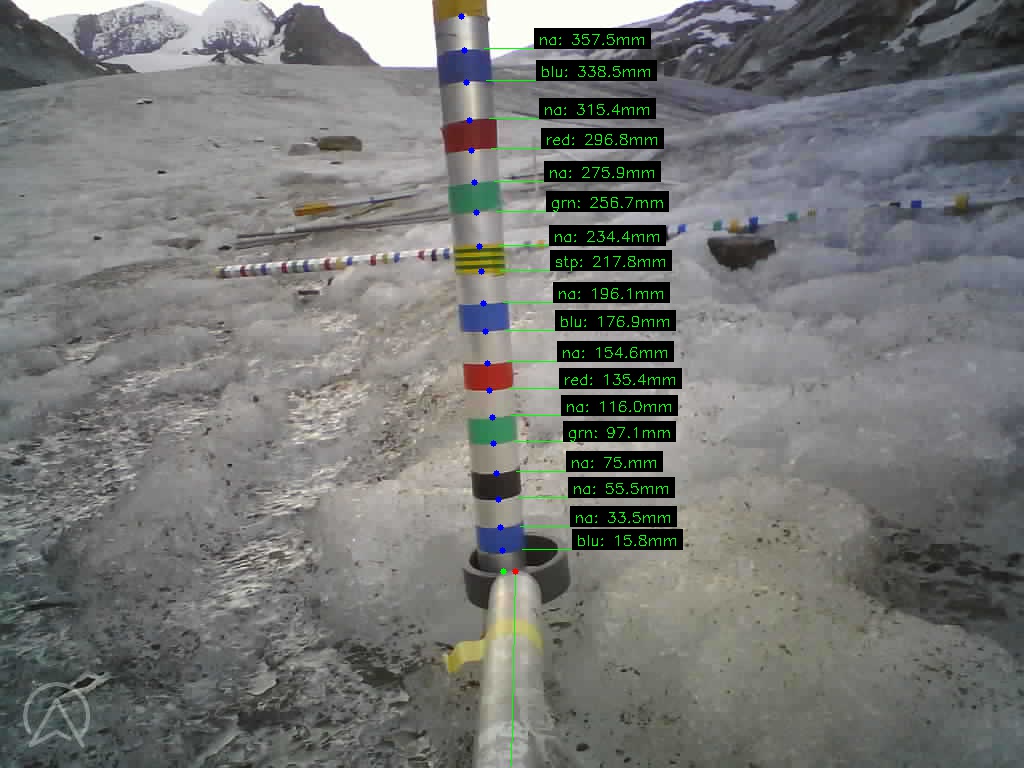 na: 357.5mm
blu: 338.5mm
na: 315.4mm
red: 296.8mm
na: 275.9mm
grn: 256.7mm
na: 234.4mm
stp: 217.8mm
na: 196.1mm
blu: 176.9mm
na: 154.6mm
red: 135.4mm
na: 116.0mm
grn: 97.1mm
na: 75.mm
na: 55.5mm
na: 33.5mm
blu: 15.8mm